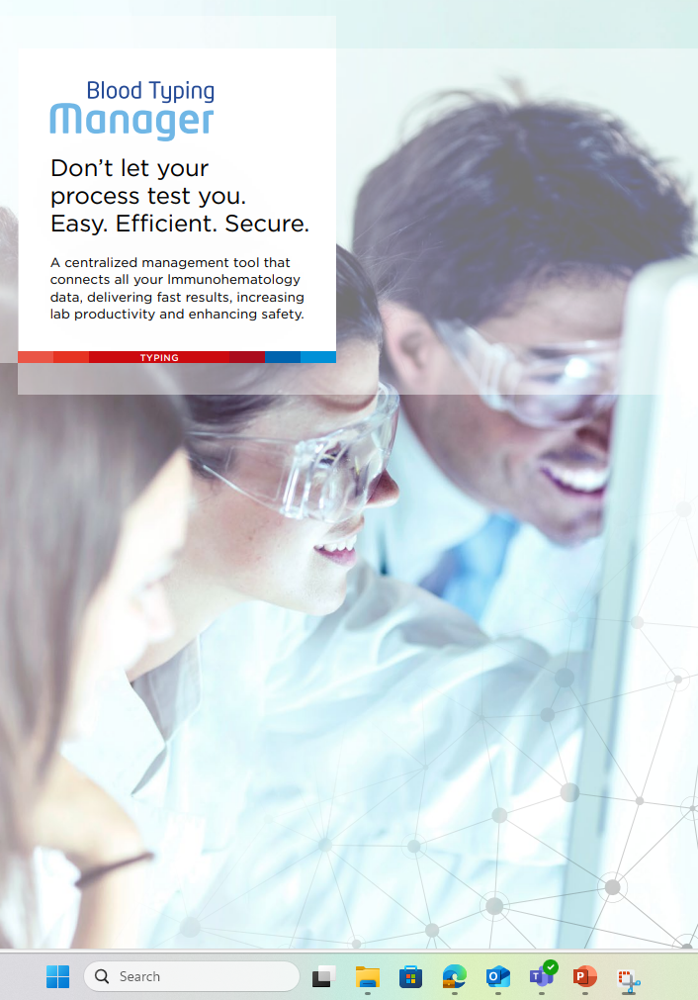 Blood Typing
Manager
Don’t let your
process test you.
Easy. Efficient. Secure.
A centralized management tool that
connects all your Immunohematology
data, delivering fast results, increasing
lab productivity and enhancing safety.
TYPING
Search